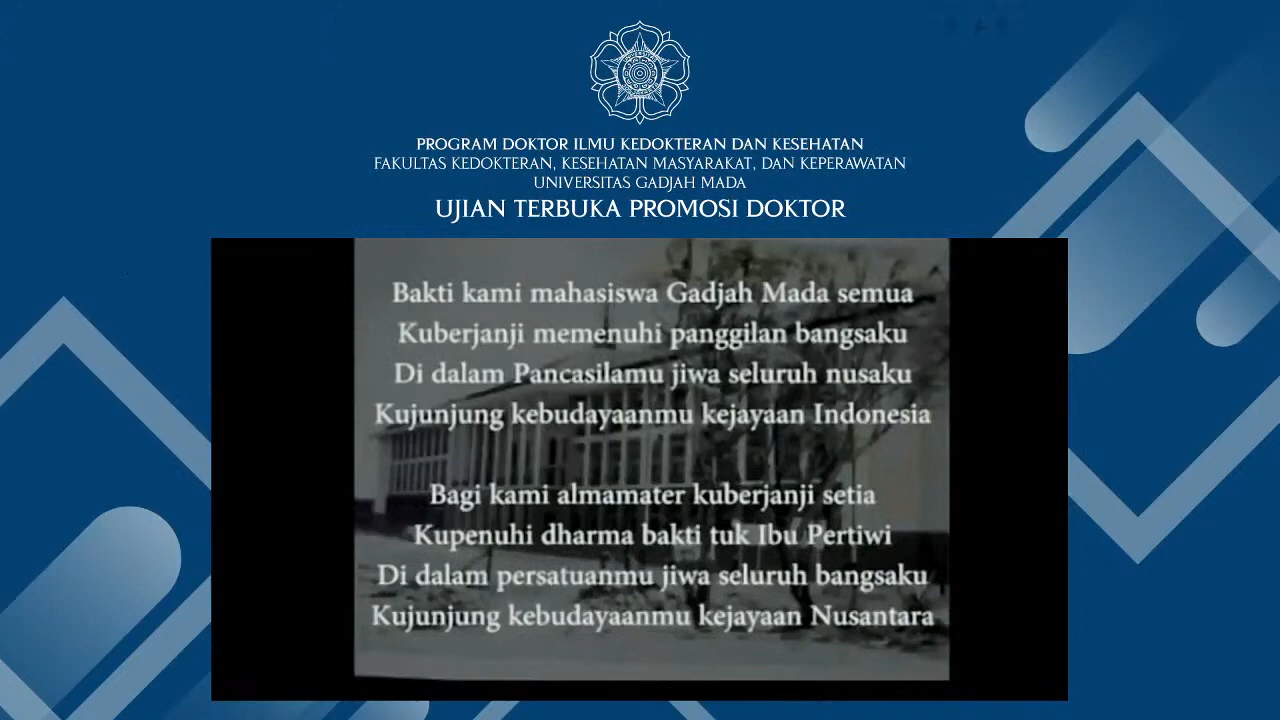 PROGRAM DOKTOR ILMU KEDOKTERAN DAN KESEHATAN
FAKULTAS KEDOKTERAN, KESEHATAN MASYARAKAT, DAN KEPERAWATAN
UNIVERSITAS GADJAH MADA
UJIAN TERBUKA PROMOSI DOKTOR
Bakti kami mahasiswa Gadjah Mada semua
Kuberjanji memenuhi panggilan bangsaku
Di dalam Pancasilamu jiwa seluruh nusaku
Kujunjung kebudayaanmu kejayaan Indonesia
Bagi kami almamater kuberjanji setia
Kupenuhi dharma bakti tuk Ibu Pertiwi
Di dalam persatuanmu jiwa seluruh bangsaku
Kujunjung kebudayaanmu kejayaan Nusantara